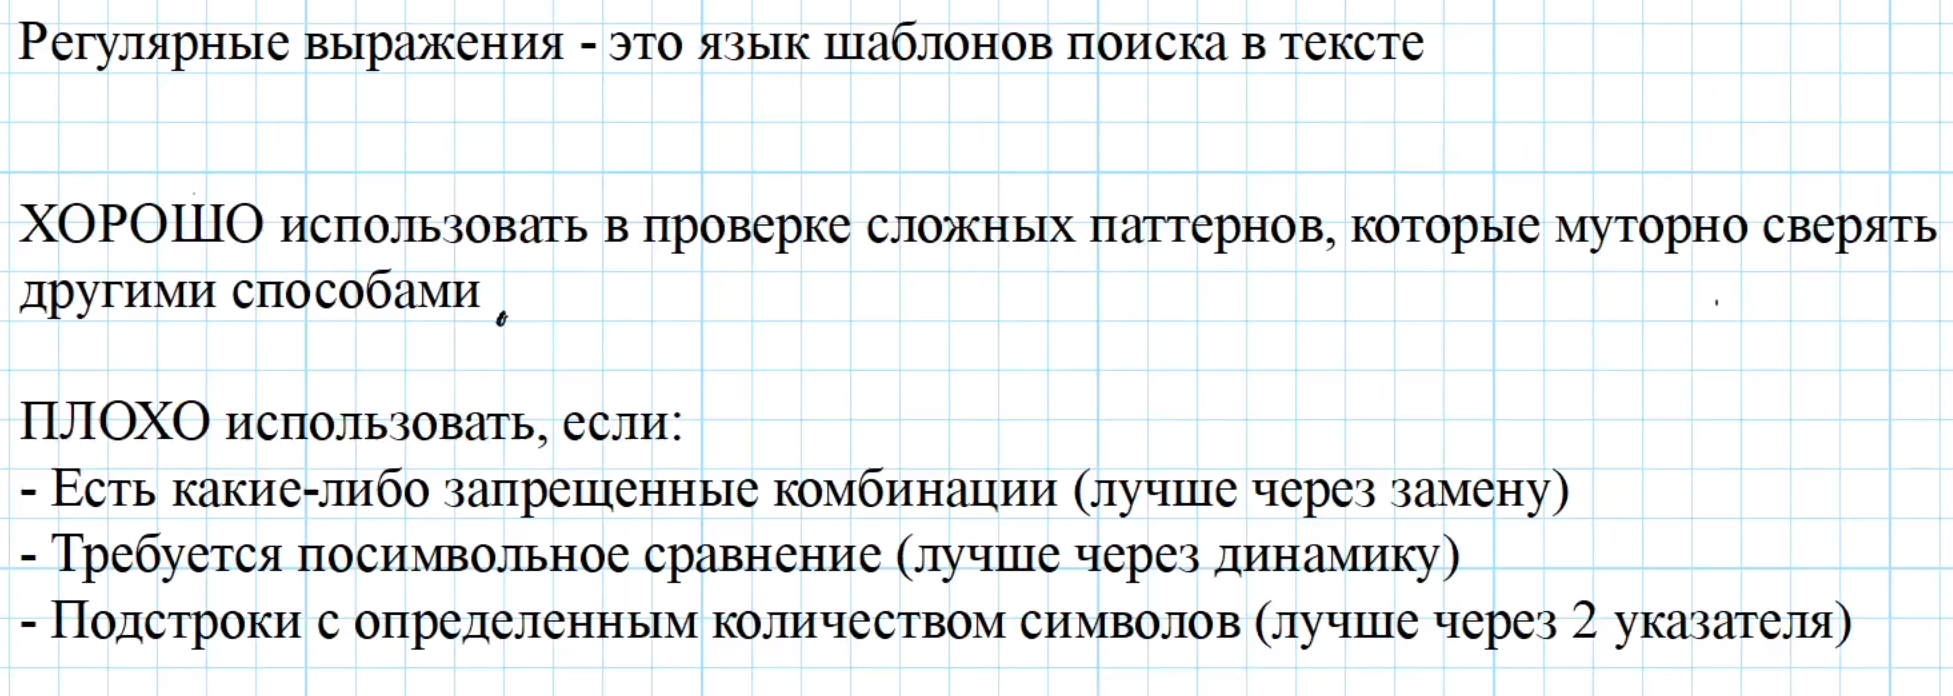 Регулярные выражения - это язык шаблонов поиска в тексте
ХОРОШО использовать в проверке сложных паттернов, которые муторно сверять
другими способами
ПЛОХО использовать, если:
- Есть какие-либо запрещенные комбинации (лучше через замену)
- Требуется посимвольное сравнение (лучше через динамику)
- Подстроки с определенным количеством символов (лучше через 2 указателя)